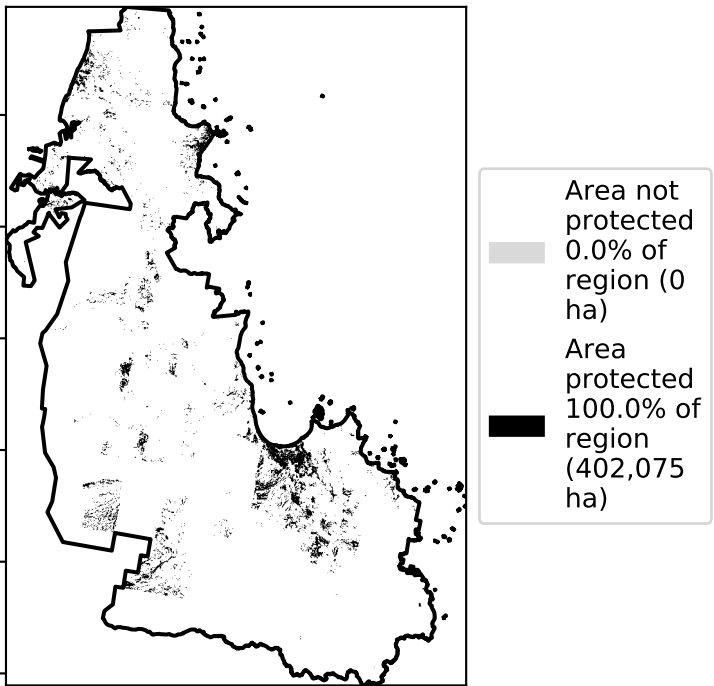 Area not
protected
0.0% of
region (0
ha)
Area
protected
100.0% of
region
(402,075
ha)